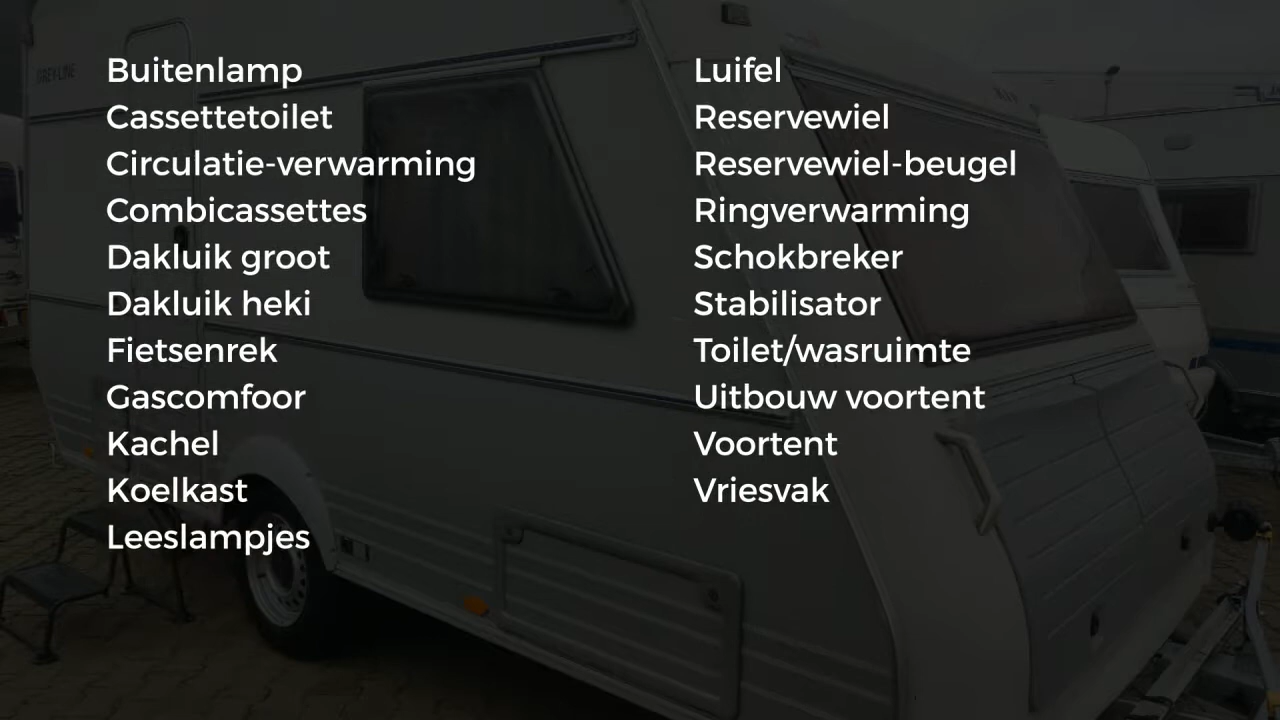 Buitenlamp
Cassettetoilet
Circulatie-verwarming
Combicassettes
Dakluik groot
Dakluik heki
Fietsenrek
Gascomfoor
Kachel
Koelkast
Leeslampjes
Luifel
Reservewiel
Reservewiel-beugel
Ringverwarming
Schokbreker
Stabilisator
Toilet/wasruimte
Uitbouw voortent
Voortent
Vriesvak